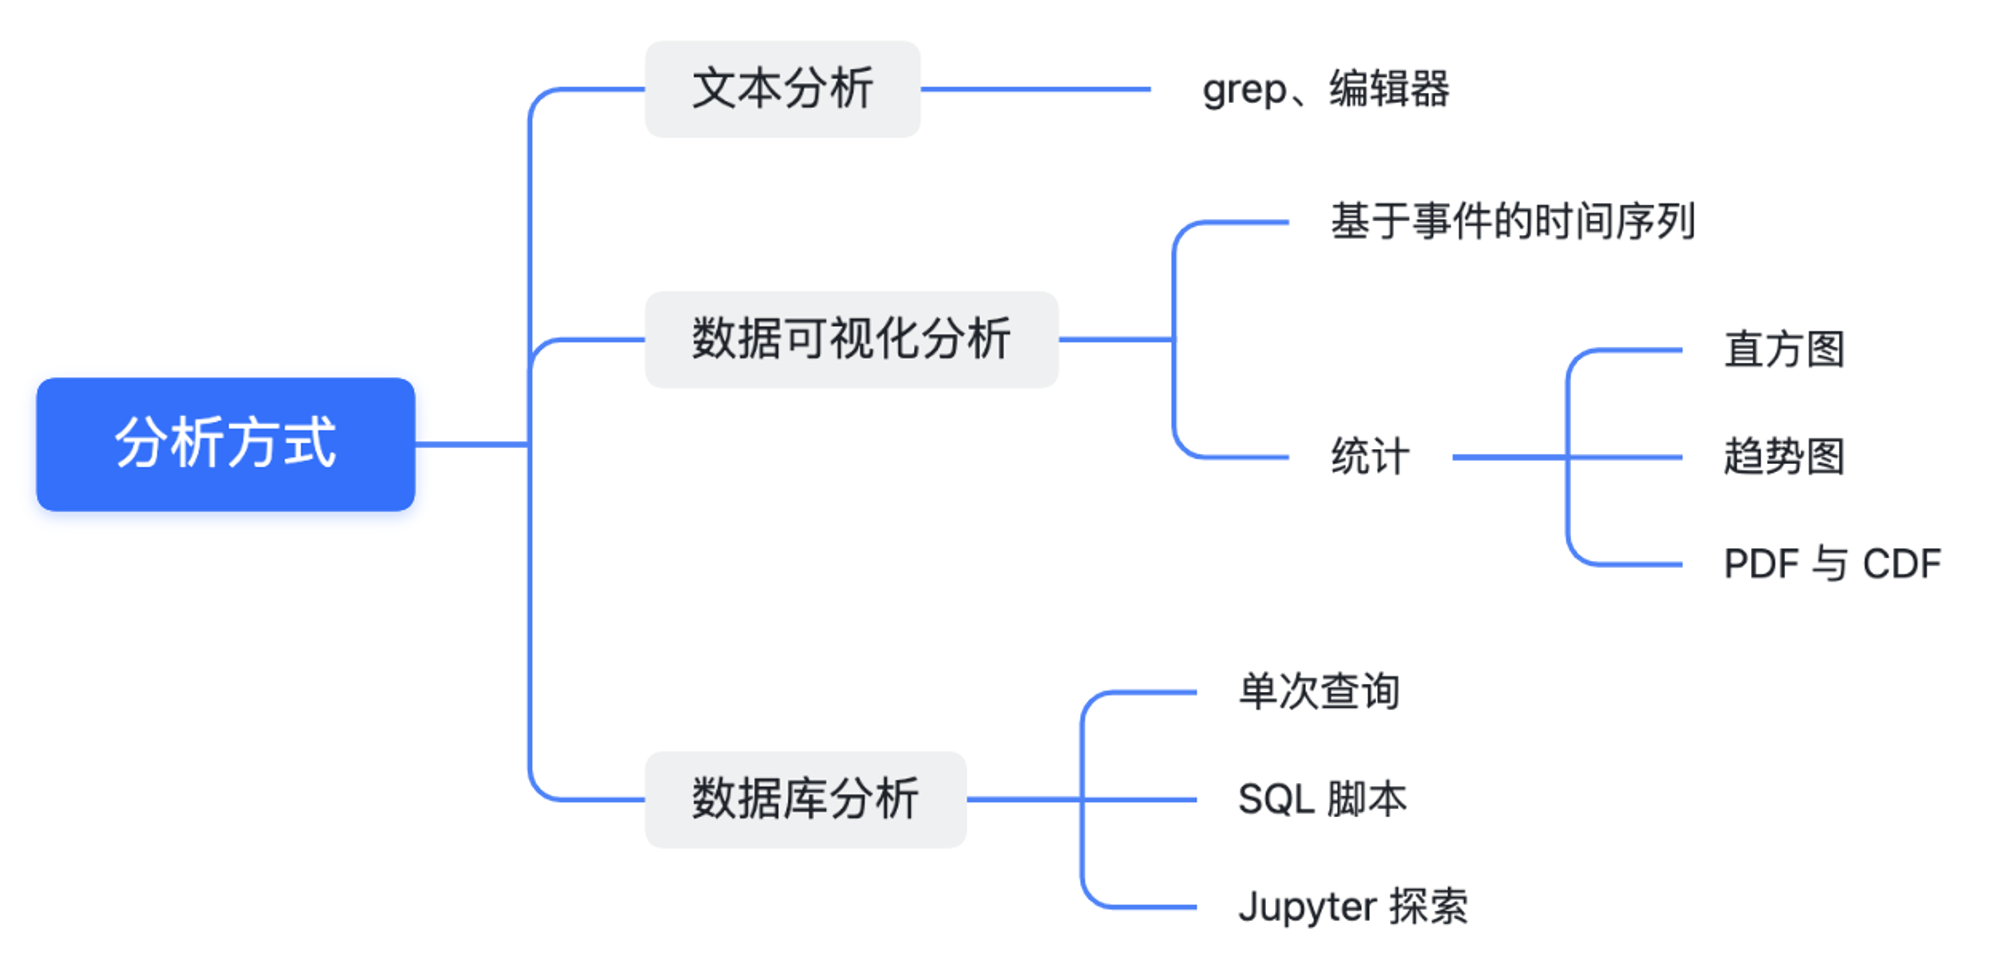 分析方式
文本分析
grep、编辑器
数据可视化分析
基于事件的时间序列
统计
直方图
趋势图
PDF 与 CDF
数据库分析
单次查询
SQL 脚本
Jupyter 探索